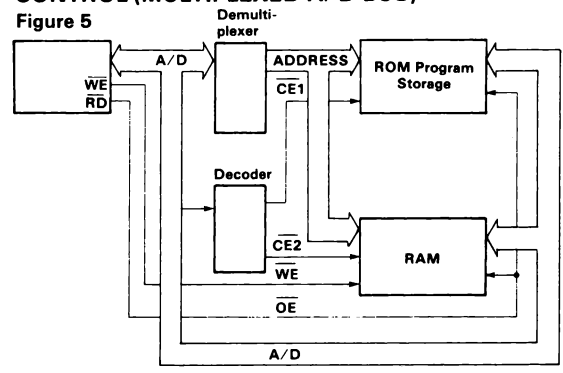 CONTROL (MULTIPLEXED A/D BUS)
Figure 5
Demulti-
plexer
A/D
ADDRESS
ROM Program
Storage
WE
RD
CE1
Decoder
CE2
RAM
WE
OE
A/D